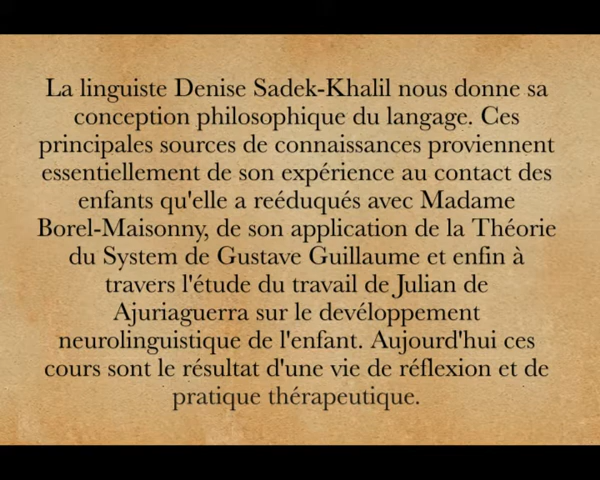 La linguiste Denise Sadek-Khalil nous donne sa
conception philosophique du langage. Ces
principales sources de connaissances proviennent
essentiellement de son expérience au contact des
enfants qu'elle a reéduqués avec Madame
Borel-Maisonny, de son application de la Théorie
du System de Gustave Guillaume et enfin à
travers l'étude du travail de Julian de
Ajuriaguerra sur le devéloppement
neurolinguistique de l'enfant. Aujourd'hui ces
cours sont le résultat d'une vie de réflexion et de
pratique thérapeutique.